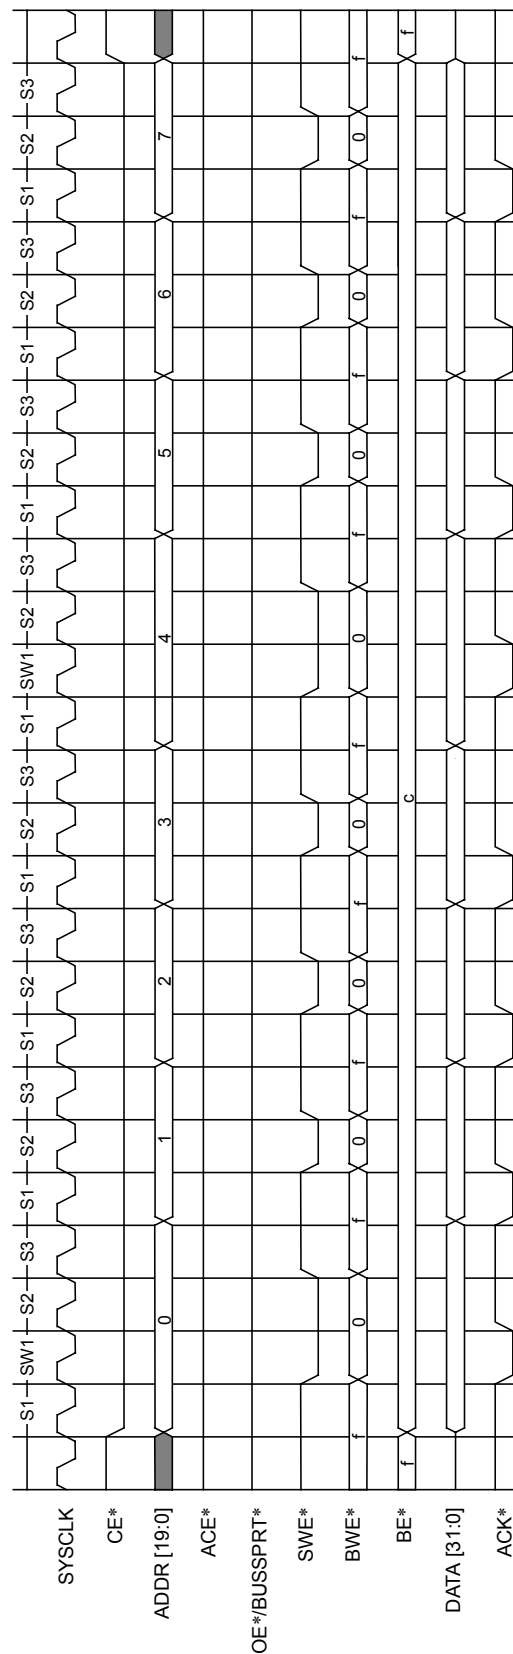 S1 SW1 S2 S3 S1 S2 S3 S1 S2 S3 S1 S2 S3 S1 SW1 S2 S3 S1 S2 S3 S1 S2 S3 S1 S2 S3
SYSCLK
CE*
ADDR [19:0] 0 1 2 3 4 5 6 7
ACE*
OE*/BUSSPRT*
SWE*
BWE* f 0 f 0 f 0 f 0 f 0 f 0 f 0 f 0 f
BE* f c f
DATA [31:0]
ACK*